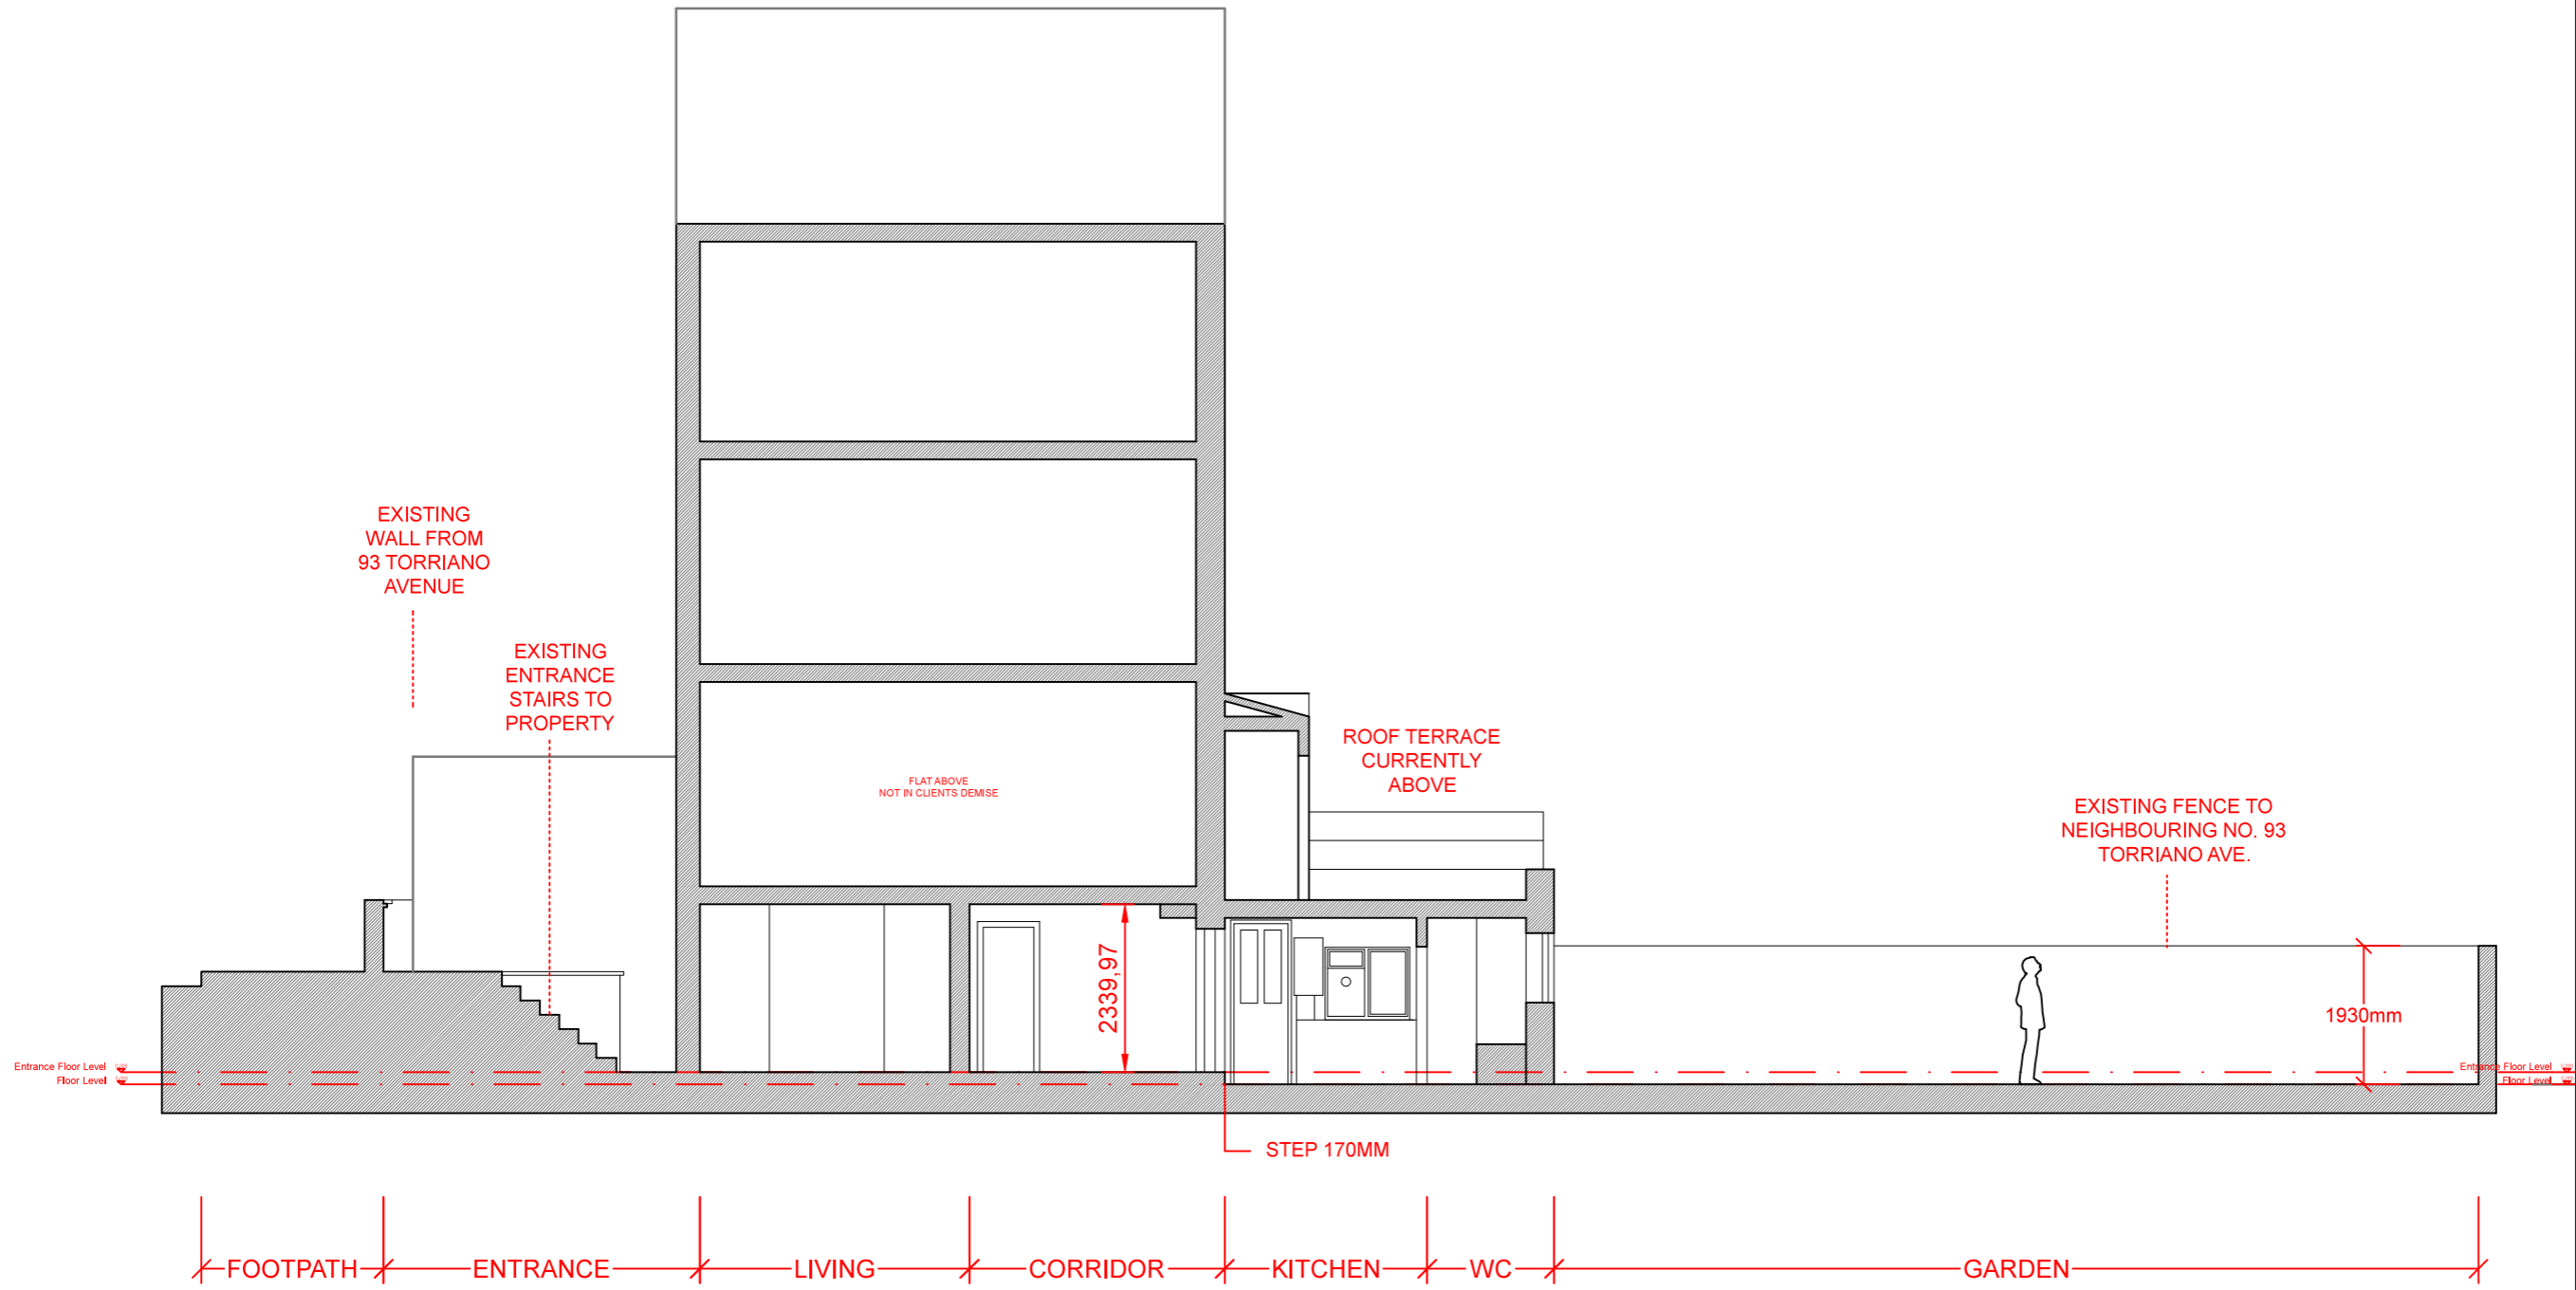 EXISTING
WALL FROM
93 TORRIANO
AVENUE
EXISTING
ENTRANCE
STAIRS TO
PROPERTY
FLAT ABOVE
NOT IN CLIENTS DEMISE
ROOF TERRACE
CURRENTLY
ABOVE
EXISTING FENCE TO
NEIGHBOURING NO. 93
TORRIANO AVE.
2339,97
1930mm
Entrance Floor Level
Floor Level
Entrance Floor Level
Floor Level
STEP 170MM
FOOTPATH
ENTRANCE
LIVING
CORRIDOR
KITCHEN
WC
GARDEN